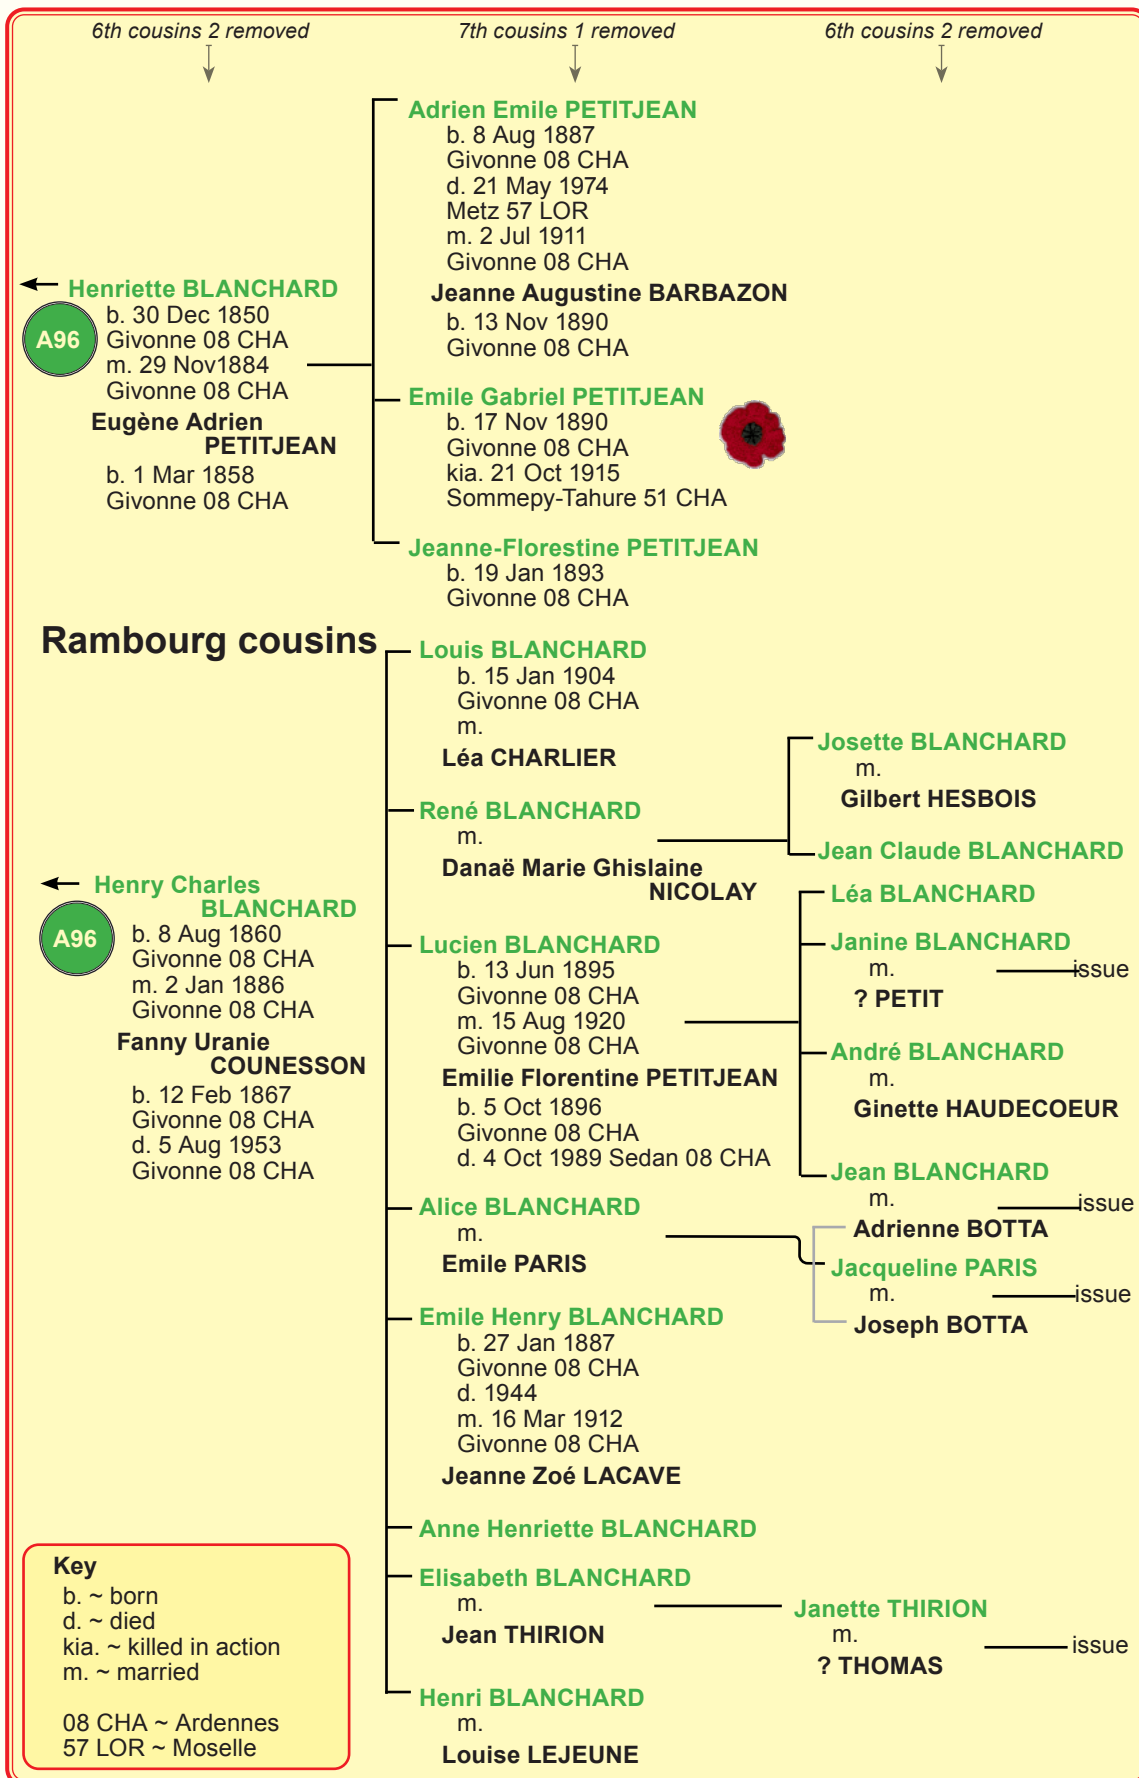 6th cousins 2 removed
7th cousins 1 removed
6th cousins 2 removed
Henriette BLANCHARD
A96
b. 30 Dec 1850
Givonne 08 CHA
m. 29 Nov1884
Givonne 08 CHA
Eugène Adrien
PETITJEAN
b. 1 Mar 1858
Givonne 08 CHA
Adrien Emile PETITJEAN
b. 8 Aug 1887
Givonne 08 CHA
d. 21 May 1974
Metz 57 LOR
m. 2 Jul 1911
Givonne 08 CHA
Jeanne Augustine BARBAZON
b. 13 Nov 1890
Givonne 08 CHA
Emile Gabriel PETITJEAN
b. 17 Nov 1890
Givonne 08 CHA
kia. 21 Oct 1915
Sommepy-Tahure 51 CHA
Jeanne-Florestine PETITJEAN
b. 19 Jan 1893
Givonne 08 CHA
Rambourg cousins
Henry Charles
BLANCHARD
A96
b. 8 Aug 1860
Givonne 08 CHA
m. 2 Jan 1886
Givonne 08 CHA
Fanny Uranie
COUNESSON
b. 12 Feb 1867
Givonne 08 CHA
d. 5 Aug 1953
Givonne 08 CHA
Louis BLANCHARD
b. 15 Jan 1904
Givonne 08 CHA
m.
Léa CHARLIER
René BLANCHARD
m.
Danaë Marie Ghislaine
NICOLAY
Josette BLANCHARD
m.
Gilbert HESBOIS
Jean Claude BLANCHARD
Lucien BLANCHARD
b. 13 Jun 1895
Givonne 08 CHA
m. 15 Aug 1920
Givonne 08 CHA
Emilie Florentine PETITJEAN
b. 5 Oct 1896
Givonne 08 CHA
d. 4 Oct 1989 Sedan 08 CHA
Léa BLANCHARD
Janine BLANCHARD
m.
issue
? PETIT
André BLANCHARD
m.
Ginette HAUDECOEUR
Jean BLANCHARD
m.
issue
Adrienne BOTTA
Alice BLANCHARD
m.
Emile PARIS
Jacqueline PARIS
m.
issue
Joseph BOTTA
Emile Henry BLANCHARD
b. 27 Jan 1887
Givonne 08 CHA
d. 1944
m. 16 Mar 1912
Givonne 08 CHA
Jeanne Zoé LACAVE
Anne Henriette BLANCHARD
Elisabeth BLANCHARD
m.
Jean THIRION
Janette THIRION
m.
issue
? THOMAS
Henri BLANCHARD
m.
Louise LEJEUNE
Key
b. ~ born
d. ~ died
kia. ~ killed in action
m. ~ married
08 CHA ~ Ardennes
57 LOR ~ Moselle